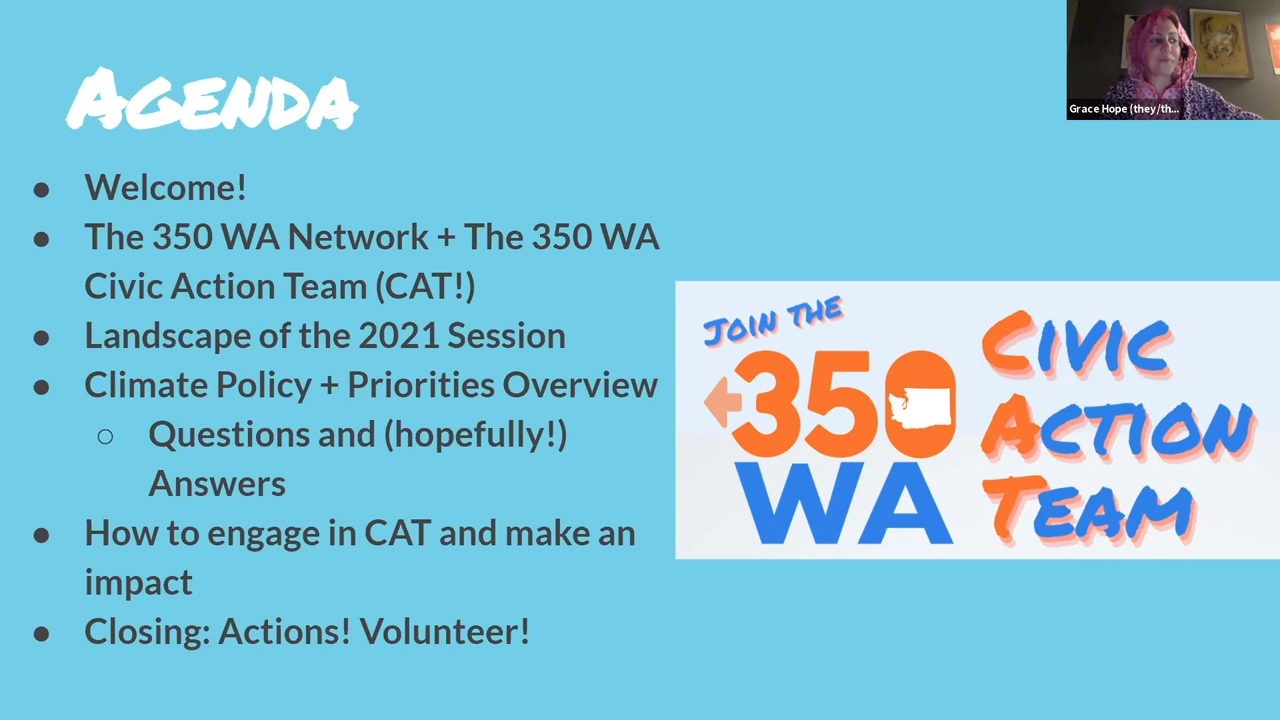 AGENDA
Grace Hope (they/th...
● Welcome!
● The 350 WA Network + The 350 WA
Civic Action Team (CAT!)
● Landscape of the 2021 Session
● Climate Policy + Priorities Overview
○ Questions and (hopefully!)
Answers
● How to engage in CAT and make an
impact
● Closing: Actions! Volunteer!
JOIN THE
350
WA
CIVIC
ACTION
TEAM